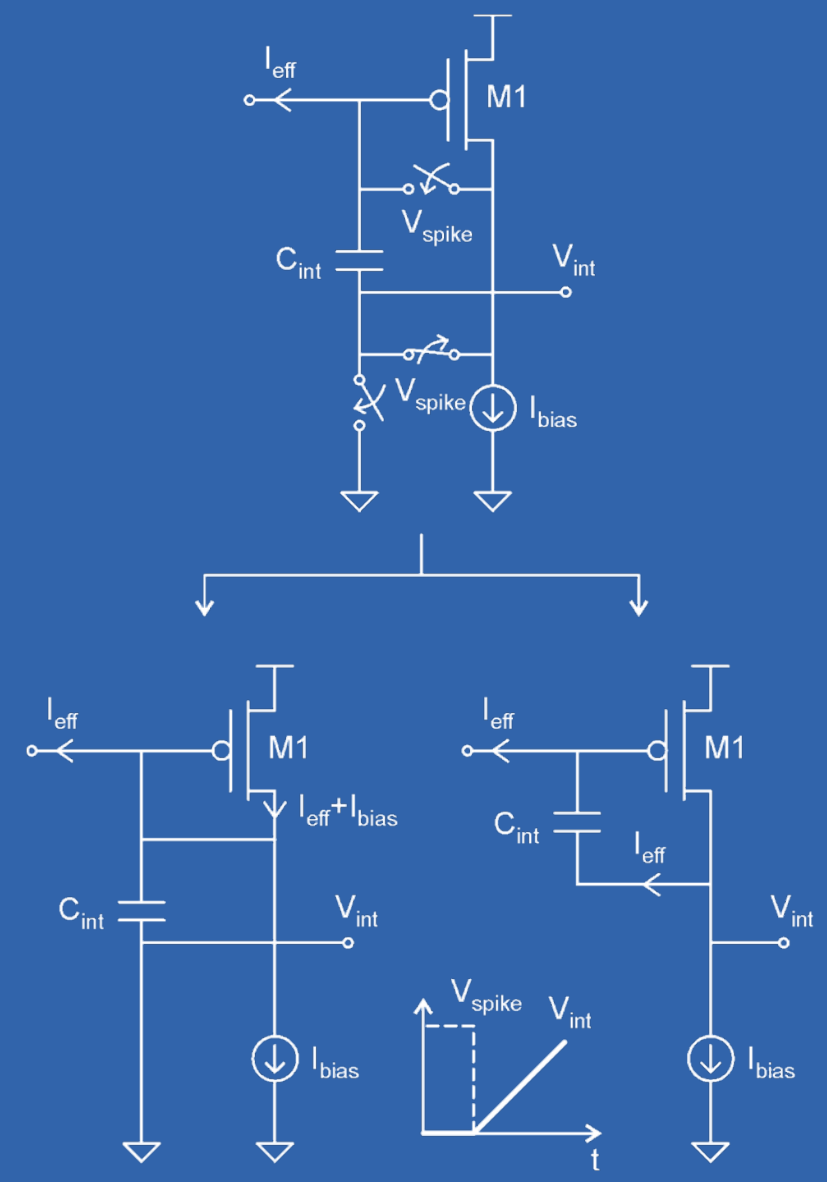 Ieff
M1
Vspike
Cint
Vint
Vspike
Ibias
Ieff
M1
Ieff+Ibias
Cint
Vint
Ibias
Ieff
M1
Cint
Ieff
Vint
Ibias
Vspike
Vint
t